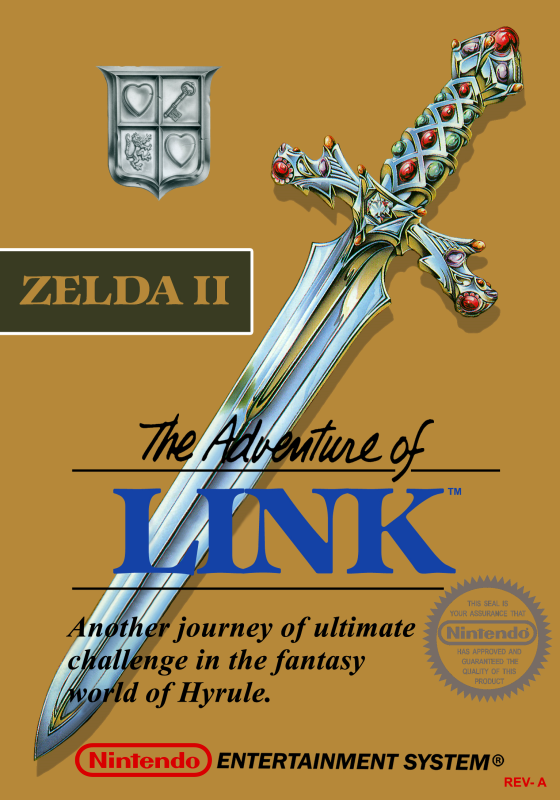 ZELDA II
The Adventure of
LINK™
Another journey of ultimate
challenge in the fantasy
world of Hyrule.
THIS SEAL IS
YOUR ASSURANCE THAT
Nintendo
HAS APPROVED AND
GUARANTEED THE
QUALITY OF THIS
PRODUCT
Nintendo ENTERTAINMENT SYSTEM®
REV- A